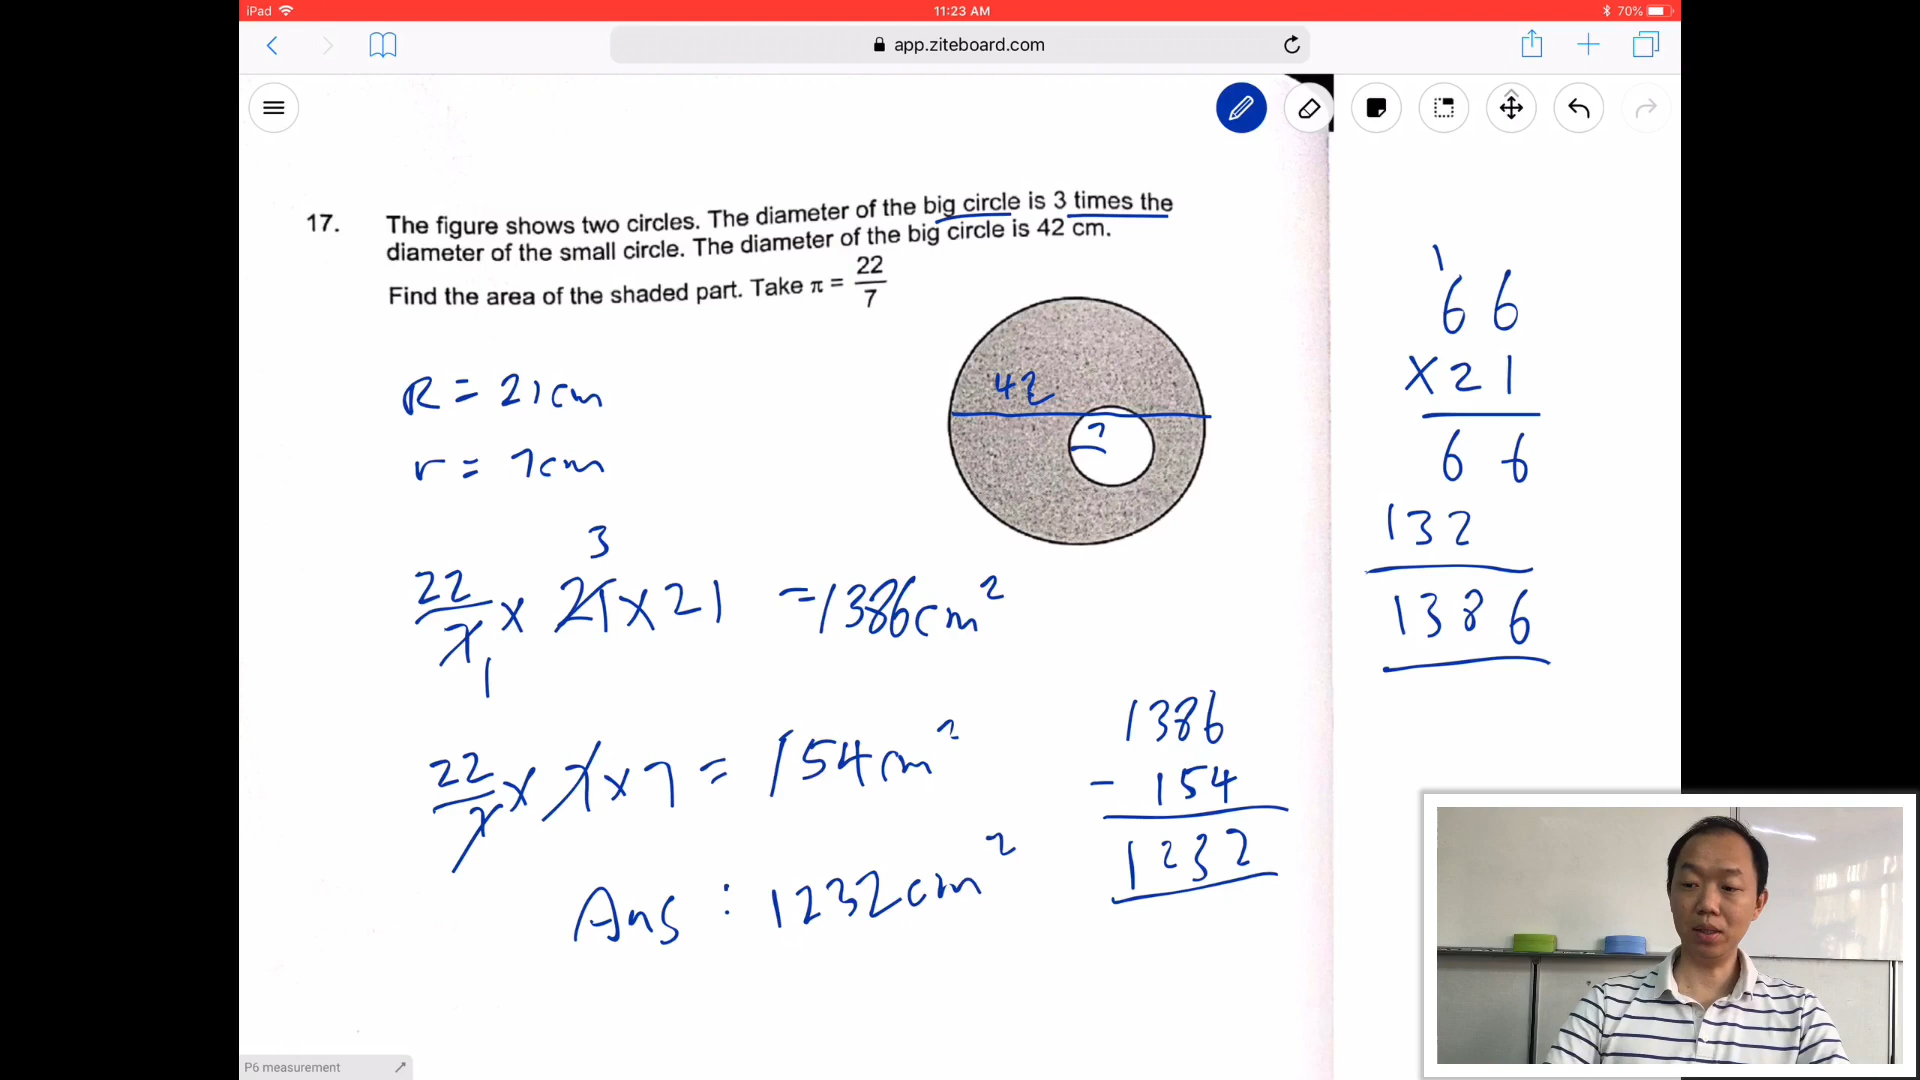 iPad 11:23 AM 70%
app.ziteboard.com
17. The figure shows two circles. The diameter of the big circle is 3 times the
diameter of the small circle. The diameter of the big circle is 42 cm.
Find the area of the shaded part. Take π = 22/7
42
7
R = 21cm
r = 7cm
3
22/7 x 21 x 21 = 1386cm²
1
22/7 x 7 x 7 = 154cm²
Ans : 1232cm²
1386
- 154
1232
1
66
x 21
66
132
1386
P6 measurement